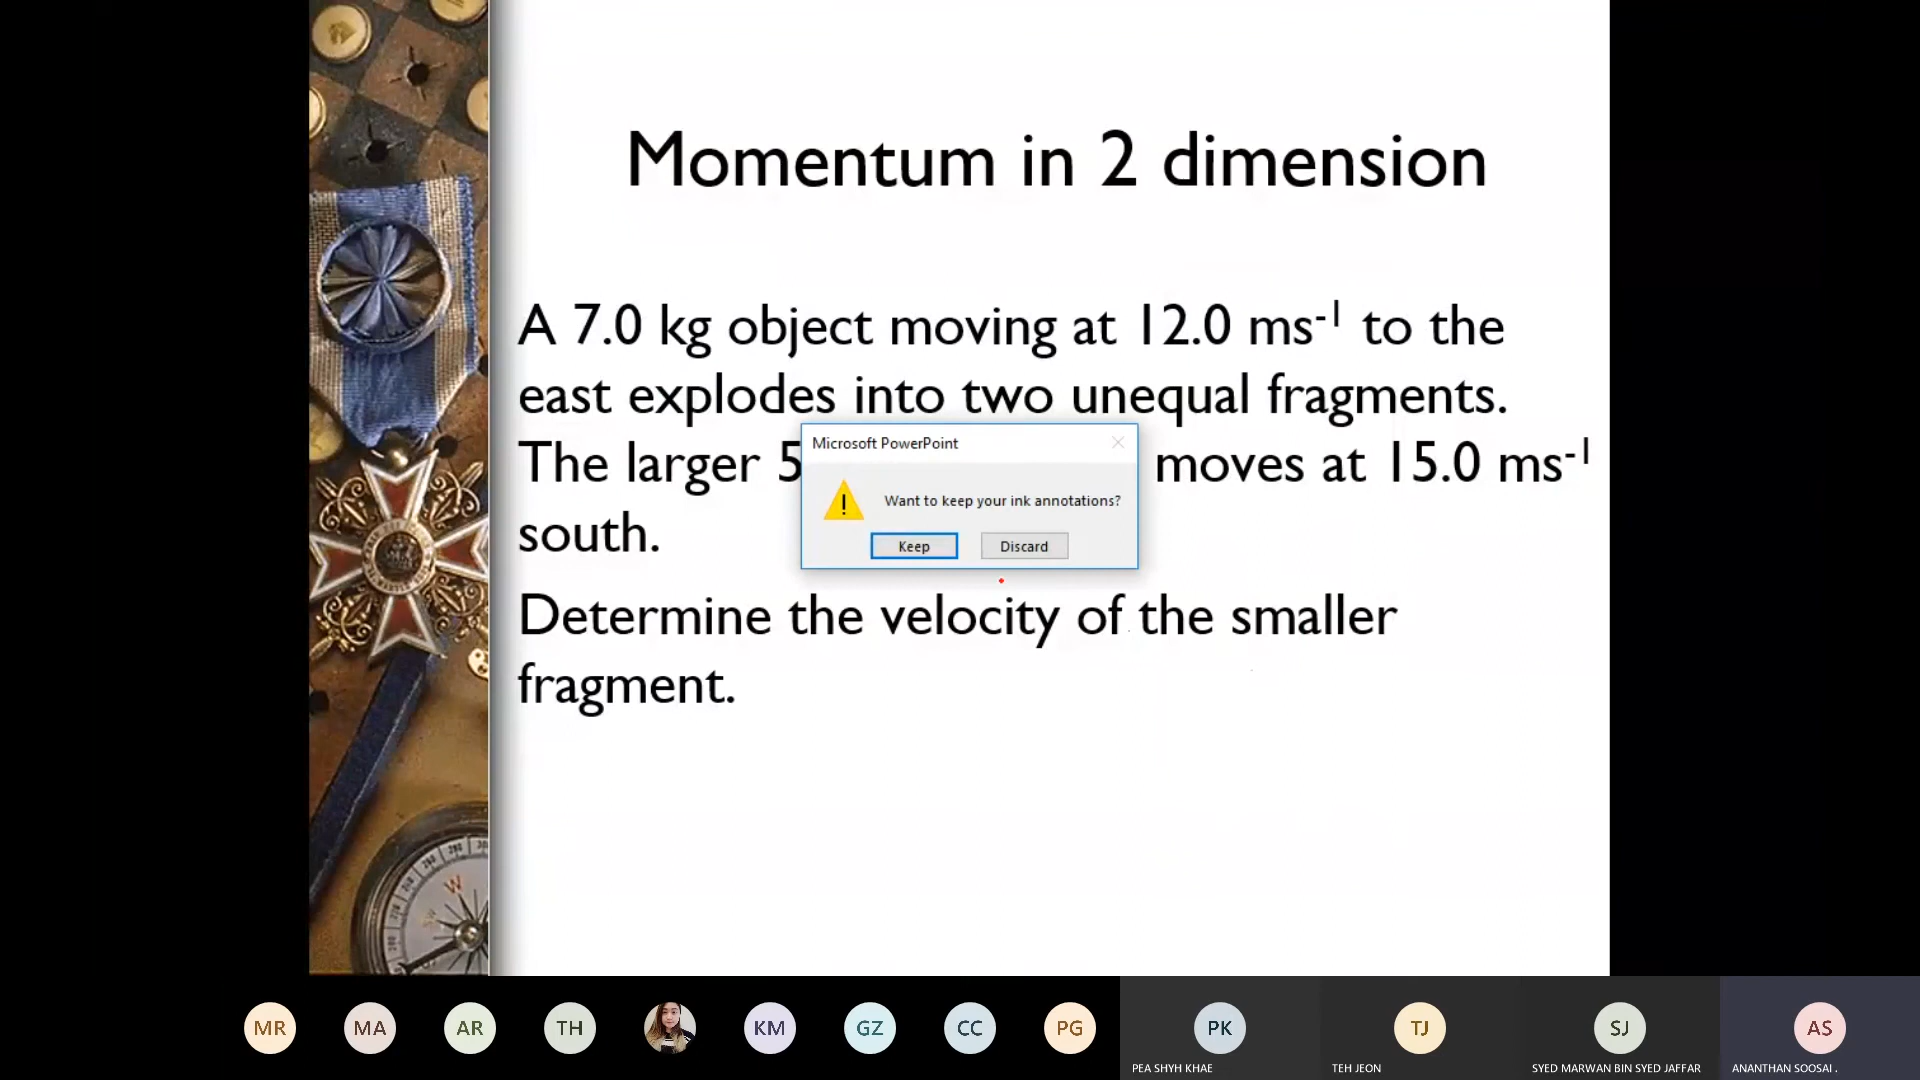 Momentum in 2 dimension
A 7.0 kg object moving at 12.0 ms-1 to the
east explodes into two unequal fragments.
The larger 5 moves at 15.0 ms-1
south.
Microsoft PowerPoint
Want to keep your ink annotations?
Keep Discard
Determine the velocity of the smaller
fragment.
W
MR MA AR TH KM GZ CC PG PK TJ SJ AS
PEA SHYH KHAE TEH JEON SYED MARWAN BIN SYED JAFFAR ANANTHAN SOOSAI .